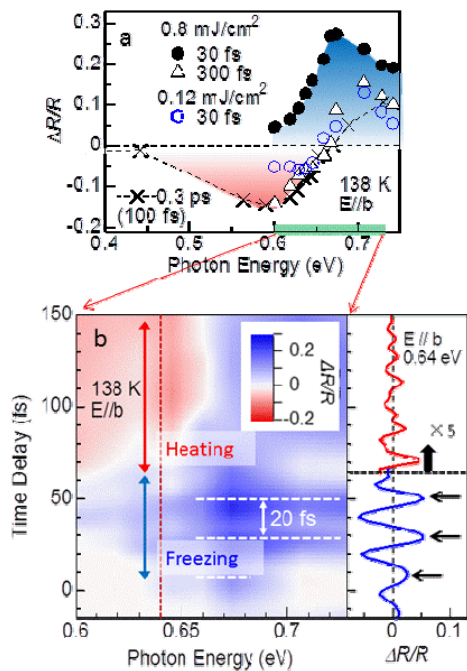 a
0.8 mJ/cm²
30 fs
300 fs
0.12 mJ/cm²
30 fs
0.3
0.2
0.1
0.0
-0.1
-0.2
ΔR/R
0.3 ps
(100 fs)
138 K
E//b
0.4 0.5 0.6 0.7
Photon Energy (eV)
b
150
100
50
0
Time Delay (fs)
138 K
E//b
0.2
0
-0.2
ΔR/R
Heating
20 fs
Freezing
0.6 0.65 0.7
Photon Energy (eV)
E // b
0.64 eV
×5
0 0.1
ΔR/R